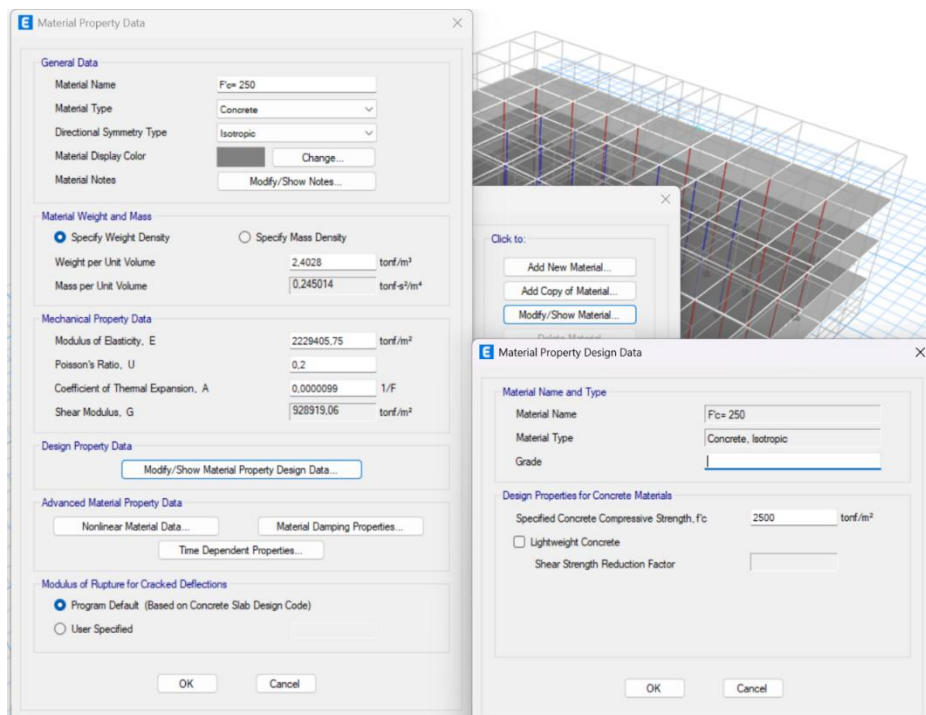 E Material Property Data
General Data
Material Name F'c= 250
Material Type Concrete
Directional Symmetry Type Isotropic
Material Display Color Change...
Material Notes Modify/Show Notes...
Material Weight and Mass
Specify Weight Density Specify Mass Density
Weight per Unit Volume 2,4028 tonf/m³
Mass per Unit Volume 0,245014 tonf-s²/m⁴
Mechanical Property Data
Modulus of Elasticity, E 2229405,75 tonf/m²
Poisson's Ratio, U 0,2
Coefficient of Thermal Expansion, A 0,0000099 1/F
Shear Modulus, G 928919,06 tonf/m²
Design Property Data
Modify/Show Material Property Design Data...
Advanced Material Property Data
Nonlinear Material Data... Material Damping Properties...
Time Dependent Properties...
Modulus of Rupture for Cracked Deflections
Program Default (Based on Concrete Slab Design Code)
User Specified
OK Cancel
Click to:
Add New Material...
Add Copy of Material...
Modify/Show Material...
Delete Material
E Material Property Design Data
Material Name and Type
Material Name F'c= 250
Material Type Concrete, Isotropic
Grade
Design Properties for Concrete Materials
Specified Concrete Compressive Strength, f'c 2500 tonf/m²
Lightweight Concrete
Shear Strength Reduction Factor
OK Cancel